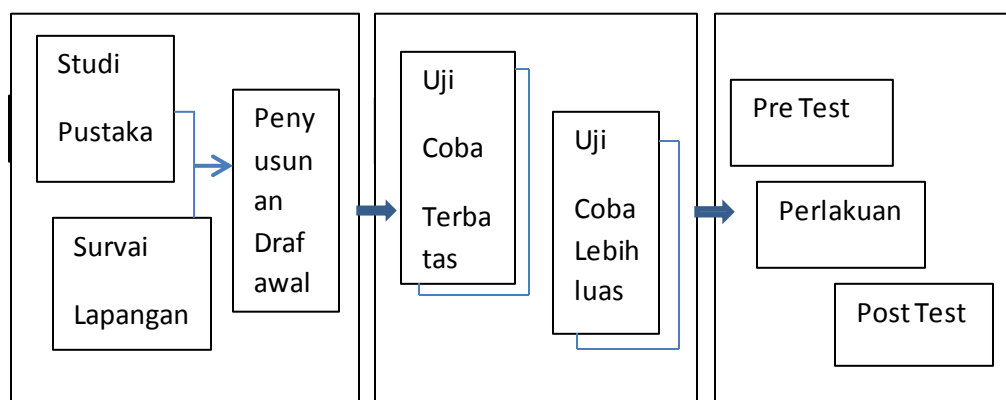 Studi
Pustaka
Survai
Lapangan
Peny
usun
an
Draf
awal
Uji
Coba
Terba
tas
Uji
Coba
Lebih
luas
Pre Test
Perlakuan
Post Test